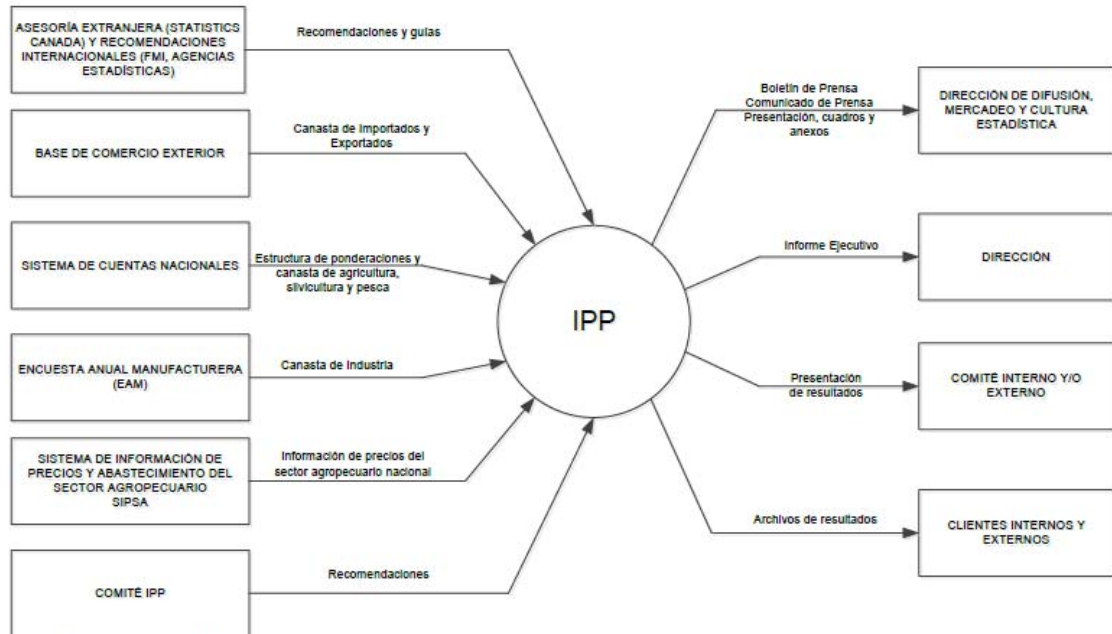 ASESORÍA EXTRANJERA (STATISTICS
CANADA) Y RECOMENDACIONES
INTERNACIONALES (FMI, AGENCIAS
ESTADÍSTICAS)
Recomendaciones y guías
BASE DE COMERCIO EXTERIOR
Canasta de Importados y
Exportados
SISTEMA DE CUENTAS NACIONALES
Estructura de ponderaciones y
canasta de agricultura,
silvicultura y pesca
ENCUESTA ANUAL MANUFACTURERA
(EAM)
Canasta de Industria
SISTEMA DE INFORMACIÓN DE
PRECIOS Y ABASTECIMIENTO DEL
SECTOR AGROPECUARIO
SIPSA
Información de precios del
sector agropecuario nacional
COMITÉ IPP
Recomendaciones
IPP
Boletín de Prensa
Comunicado de Prensa
Presentación, cuadros y
anexos
DIRECCIÓN DE DIFUSIÓN,
MERCADEO Y CULTURA
ESTADÍSTICA
Informe Ejecutivo
DIRECCIÓN
Presentación
de resultados
COMITÉ INTERNO Y/O
EXTERNO
Archivos de resultados
CLIENTES INTERNOS Y
EXTERNOS